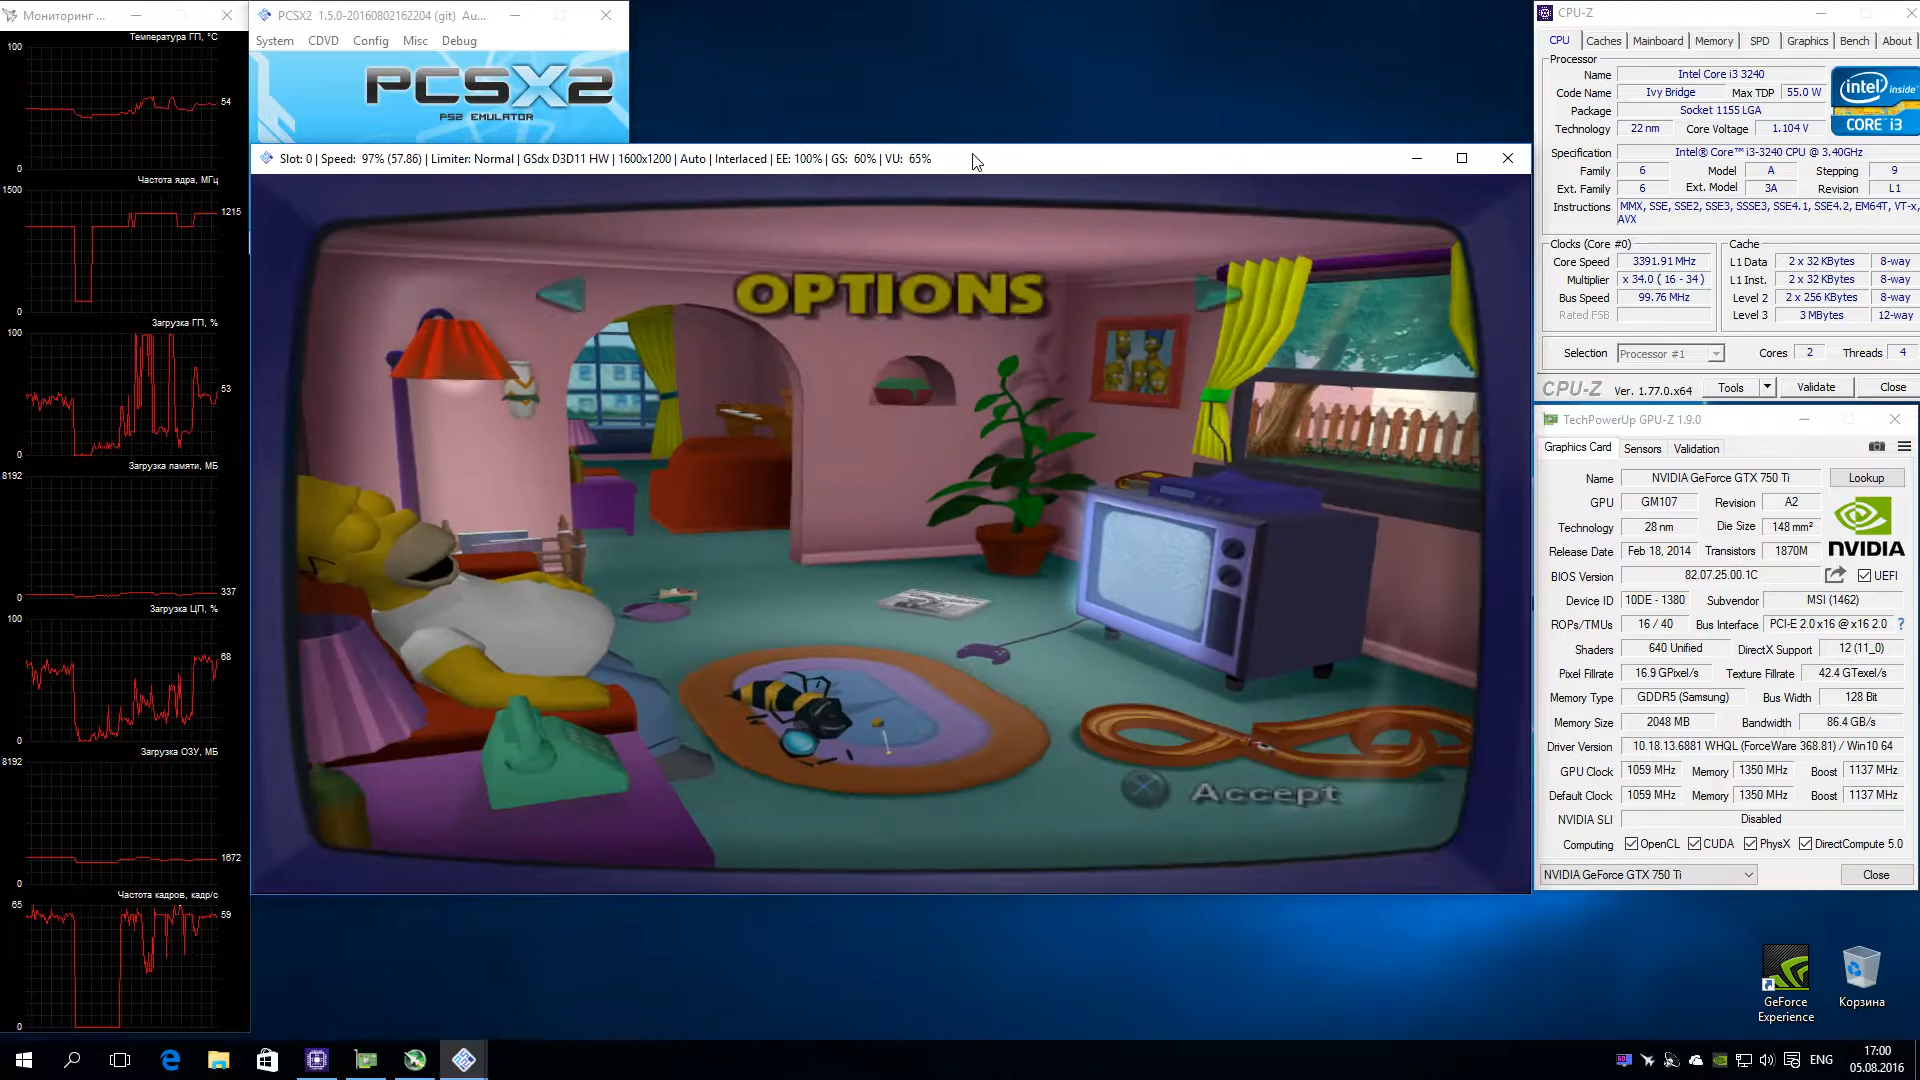 Мониторинг ...
Температура ГП, °C
100
54
0
Частота ядра, МГц
1500
1215
0
Загрузка ГП, %
100
53
0
Загрузка памяти, МБ
8192
337
0
Загрузка ЦП, %
100
68
0
Загрузка ОЗУ, МБ
8192
1672
0
Частота кадров, кадр/с
65
59
0
PCSX2 1.5.0-20160802162204 (git) Au...
System CDVD Config Misc Debug
PCSX2
PS2 EMULATOR
Slot: 0 | Speed: 97% (57.86) | Limiter: Normal | GSdx D3D11 HW | 1600x1200 | Auto | Interlaced | EE: 100% | GS: 60% | VU: 65%
OPTIONS
Accept
CPU-Z
CPU Caches Mainboard Memory SPD Graphics Bench About
Processor
Name Intel Core i3 3240
Code Name Ivy Bridge Max TDP 55.0 W
Package Socket 1155 LGA
Technology 22 nm Core Voltage 1.104 V
intel inside
CORE i3
Specification Intel® Core™ i3-3240 CPU @ 3.40GHz
Family 6 Model A Stepping 9
Ext. Family 6 Ext. Model 3A Revision L1
Instructions MMX, SSE, SSE2, SSE3, SSSE3, SSE4.1, SSE4.2, EM64T, VT-x,
AVX
Clocks (Core #0) Cache
Core Speed 3391.91 MHz L1 Data 2 x 32 KBytes 8-way
Multiplier x 34.0 ( 16 - 34 ) L1 Inst. 2 x 32 KBytes 8-way
Bus Speed 99.76 MHz Level 2 2 x 256 KBytes 8-way
Rated FSB Level 3 3 MBytes 12-way
Selection Processor #1 Cores 2 Threads 4
CPU-Z Ver. 1.77.0.x64 Tools Validate Close
TechPowerUp GPU-Z 1.9.0
Graphics Card Sensors Validation
Name NVIDIA GeForce GTX 750 Ti Lookup
GPU GM107 Revision A2
Technology 28 nm Die Size 148 mm²
Release Date Feb 18, 2014 Transistors 1870M
NVIDIA
BIOS Version 82.07.25.00.1C UEFI
Device ID 10DE - 1380 Subvendor MSI (1462)
ROPs/TMUs 16 / 40 Bus Interface PCI-E 2.0 x16 @ x16 2.0 ?
Shaders 640 Unified DirectX Support 12 (11_0)
Pixel Fillrate 16.9 GPixel/s Texture Fillrate 42.4 GTexel/s
Memory Type GDDR5 (Samsung) Bus Width 128 Bit
Memory Size 2048 MB Bandwidth 86.4 GB/s
Driver Version 10.18.13.6881 WHQL (ForceWare 368.81) / Win10 64
GPU Clock 1059 MHz Memory 1350 MHz Boost 1137 MHz
Default Clock 1059 MHz Memory 1350 MHz Boost 1137 MHz
NVIDIA SLI Disabled
Computing OpenCL CUDA PhysX DirectCompute 5.0
NVIDIA GeForce GTX 750 Ti Close
GeForce
Experience
Корзина
60
ENG
17:00
05.08.2016